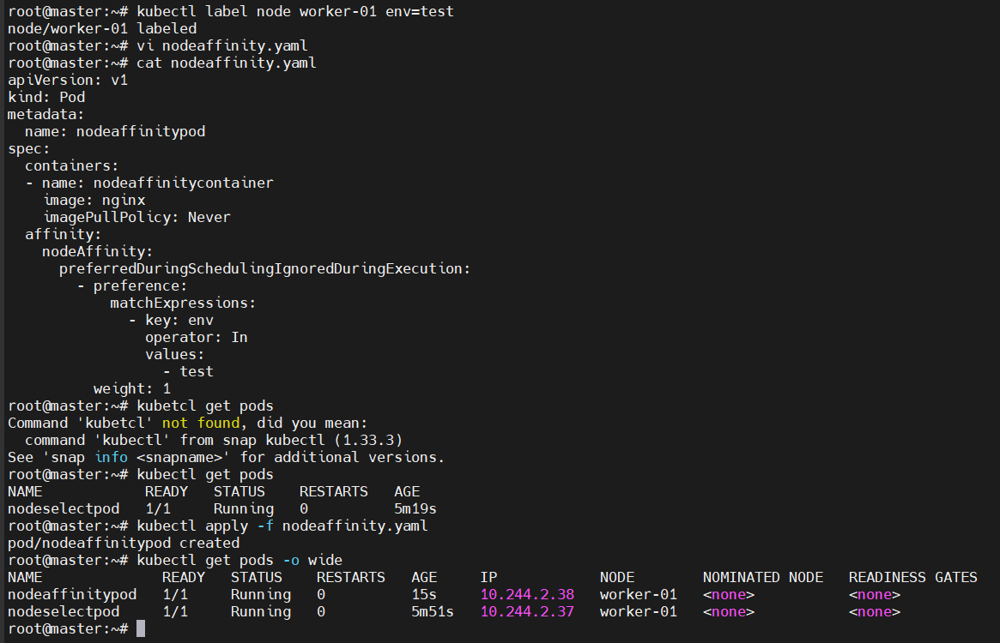 root@master:~# kubectl label node worker-01 env=test
node/worker-01 labeled
root@master:~# vi nodeaffinity.yaml
root@master:~# cat nodeaffinity.yaml
apiVersion: v1
kind: Pod
metadata:
  name: nodeaffinitypod
spec:
  containers:
  - name: nodeaffinitycontainer
    image: nginx
    imagePullPolicy: Never
  affinity:
    nodeAffinity:
      preferredDuringSchedulingIgnoredDuringExecution:
        - preference:
            matchExpressions:
              - key: env
                operator: In
                values:
                  - test
          weight: 1
root@master:~# kubetcl get pods
Command 'kubetcl' not found, did you mean:
  command 'kubectl' from snap kubectl (1.33.3)
See 'snap info <snapname>' for additional versions.
root@master:~# kubectl get pods
NAME            READY   STATUS    RESTARTS   AGE
nodeselectpod   1/1     Running   0          5m19s
root@master:~# kubectl apply -f nodeaffinity.yaml
pod/nodeaffinitypod created
root@master:~# kubectl get pods -o wide
NAME              READY   STATUS    RESTARTS   AGE     IP            NODE        NOMINATED NODE   READINESS GATES
nodeaffinitypod   1/1     Running   0          15s     10.244.2.38   worker-01   <none>           <none>
nodeselectpod     1/1     Running   0          5m51s   10.244.2.37   worker-01   <none>           <none>
root@master:~#